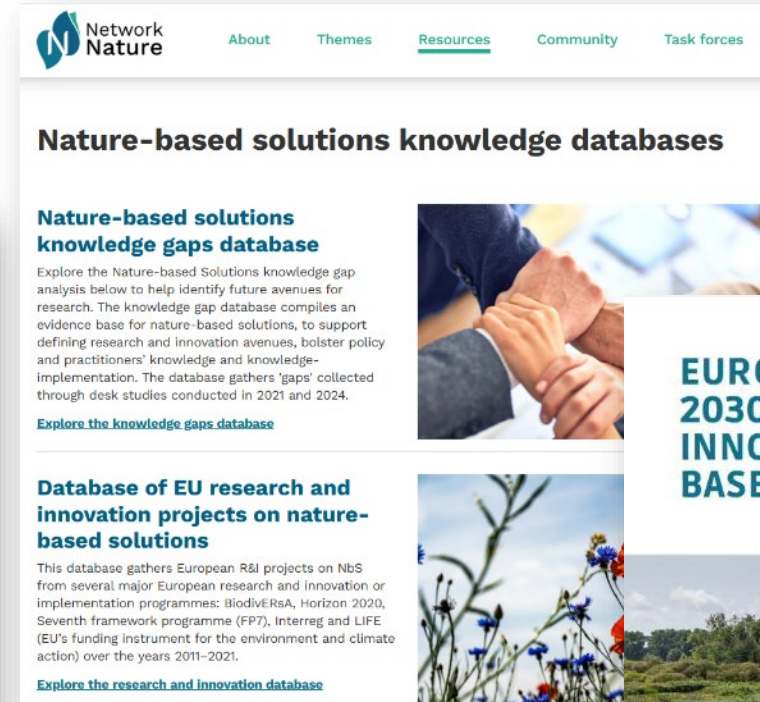 Network
Nature
About
Themes
Resources
Community
Task forces
Nature-based solutions knowledge databases
Nature-based solutions
knowledge gaps database
Explore the Nature-based Solutions knowledge gap
analysis below to help identify future avenues for
research. The knowledge gap database compiles an
evidence base for nature-based solutions, to support
defining research and innovation avenues, bolster policy
and practitioners' knowledge and knowledge-
implementation. The database gathers 'gaps' collected
through desk studies conducted in 2021 and 2024.
Explore the knowledge gaps database
Database of EU research and
innovation projects on nature-
based solutions
This database gathers European R&I projects on NbS
from several major European research and innovation or
implementation programmes: BiodivERsA, Horizon 2020,
Seventh framework programme (FP7), Interreg and LIFE
(EU's funding instrument for the environment and climate
action) over the years 2011–2021.
Explore the research and innovation database
2030